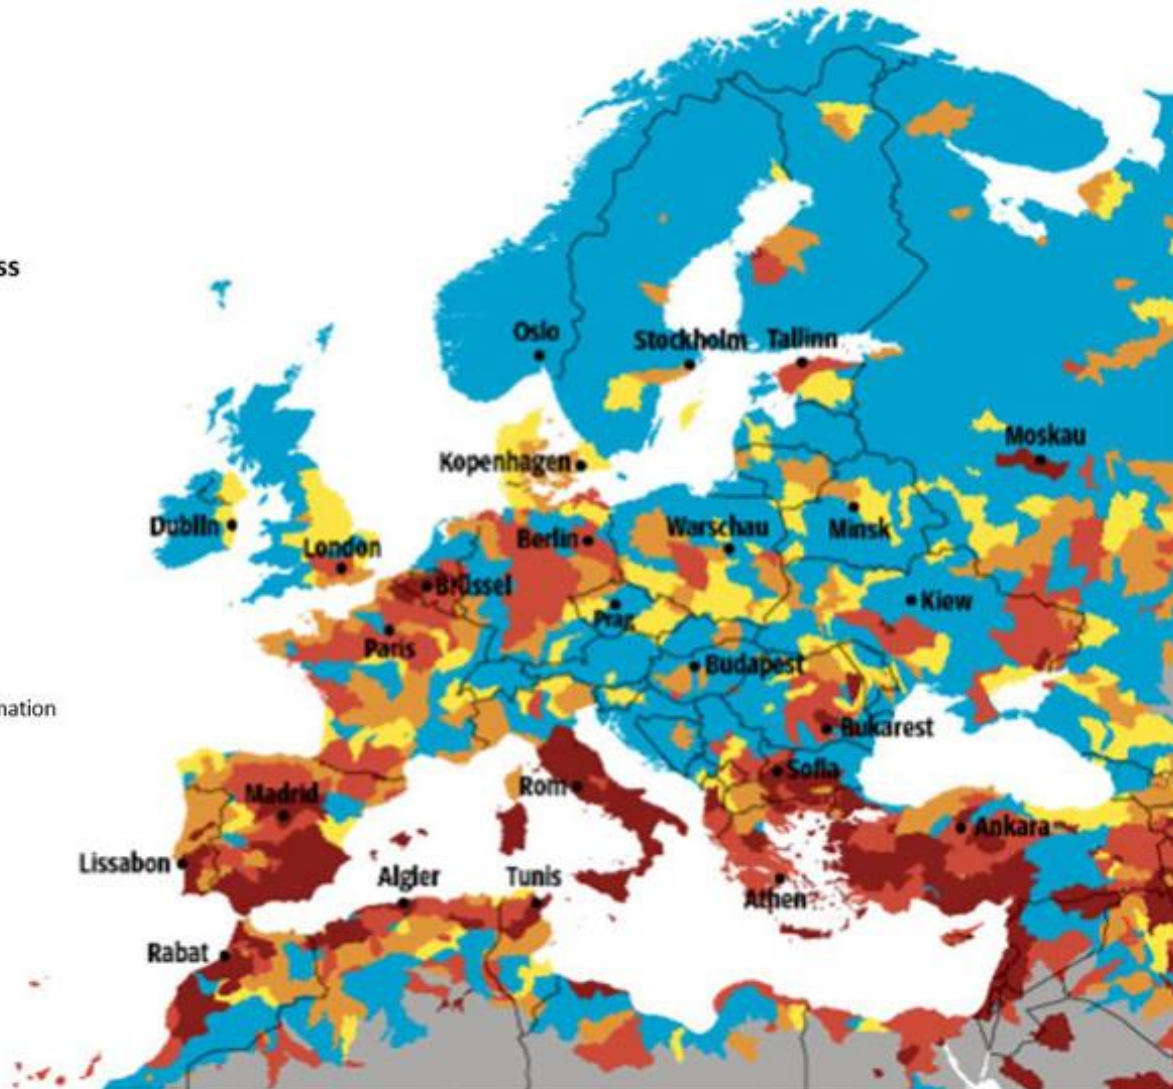 ss
Oslo
Stockholm
Tallinn
Moskau
Kopenhagen
Dublin
Warschau
Berlin
Minsk
London
Brüssel
Kiew
Prag
Paris
Budapest
mation
Bukarest
Sofia
Rom
Madrid
Ankara
Lissabon
Algier
Tunis
Athen
Rabat